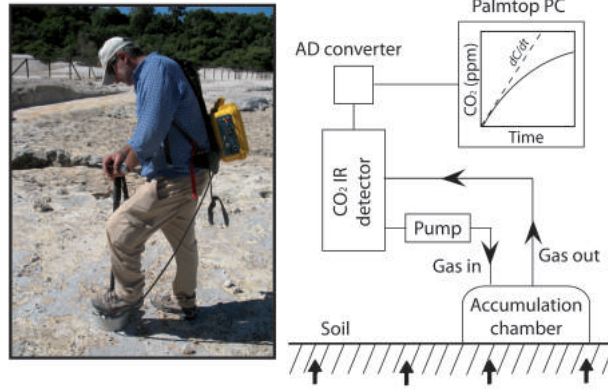 Palmtop PC
AD converter
CO₂ (ppm)
dC/dt
Time
CO₂ IR
detector
Pump
Gas in
Gas out
Accumulation
chamber
Soil